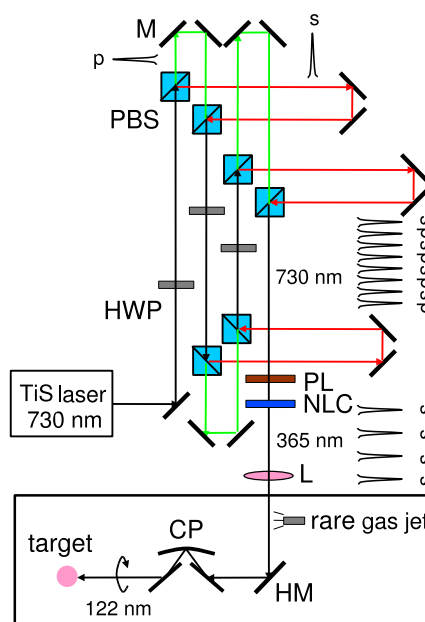 M
s
p
PBS
730 nm
spspspsp
HWP
TiS laser
730 nm
PL
NLC
365 nm
s
s
s
s
L
rare gas jet
CP
target
122 nm
HM